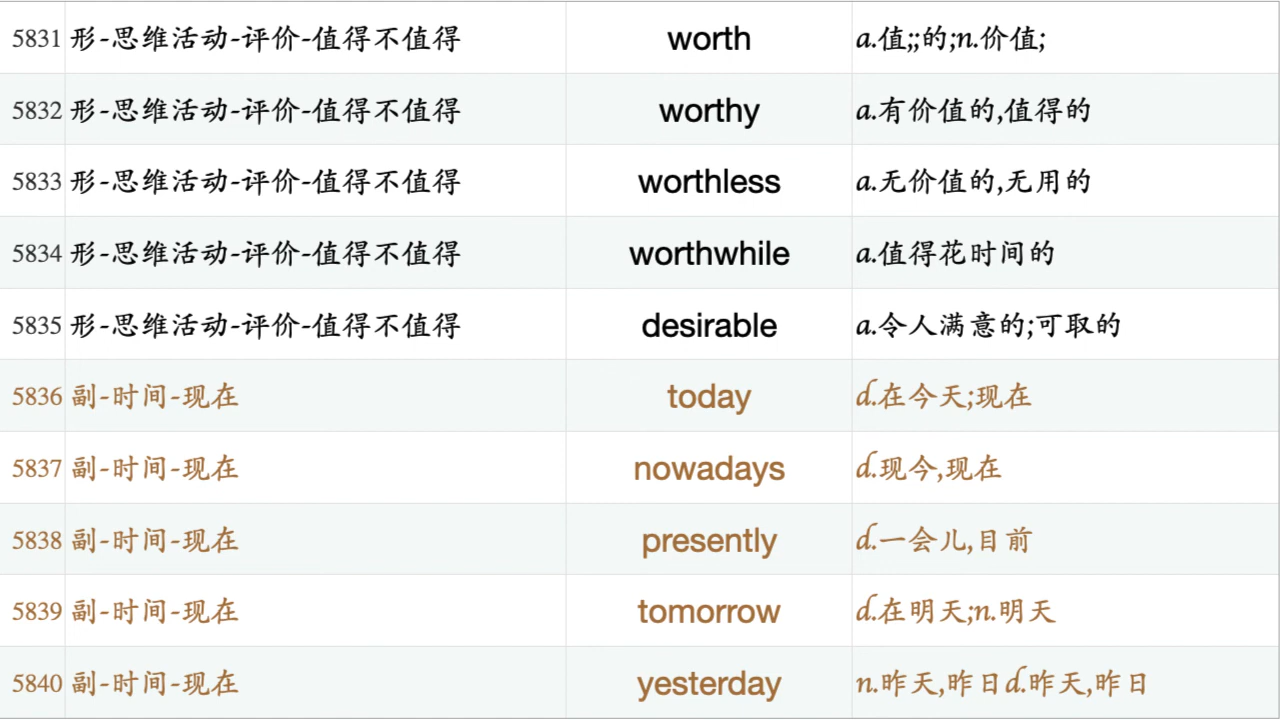 5831 形-思维活动-评价-值得不值得 worth a.值;;的;n.价值;
5832 形-思维活动-评价-值得不值得 worthy a.有价值的,值得的
5833 形-思维活动-评价-值得不值得 worthless a.无价值的,无用的
5834 形-思维活动-评价-值得不值得 worthwhile a.值得花时间的
5835 形-思维活动-评价-值得不值得 desirable a.令人满意的;可取的
5836 副-时间-现在 today d.在今天;现在
5837 副-时间-现在 nowadays d.现今,现在
5838 副-时间-现在 presently d.一会儿,目前
5839 副-时间-现在 tomorrow d.在明天;n.明天
5840 副-时间-现在 yesterday n.昨天,昨日d.昨天,昨日